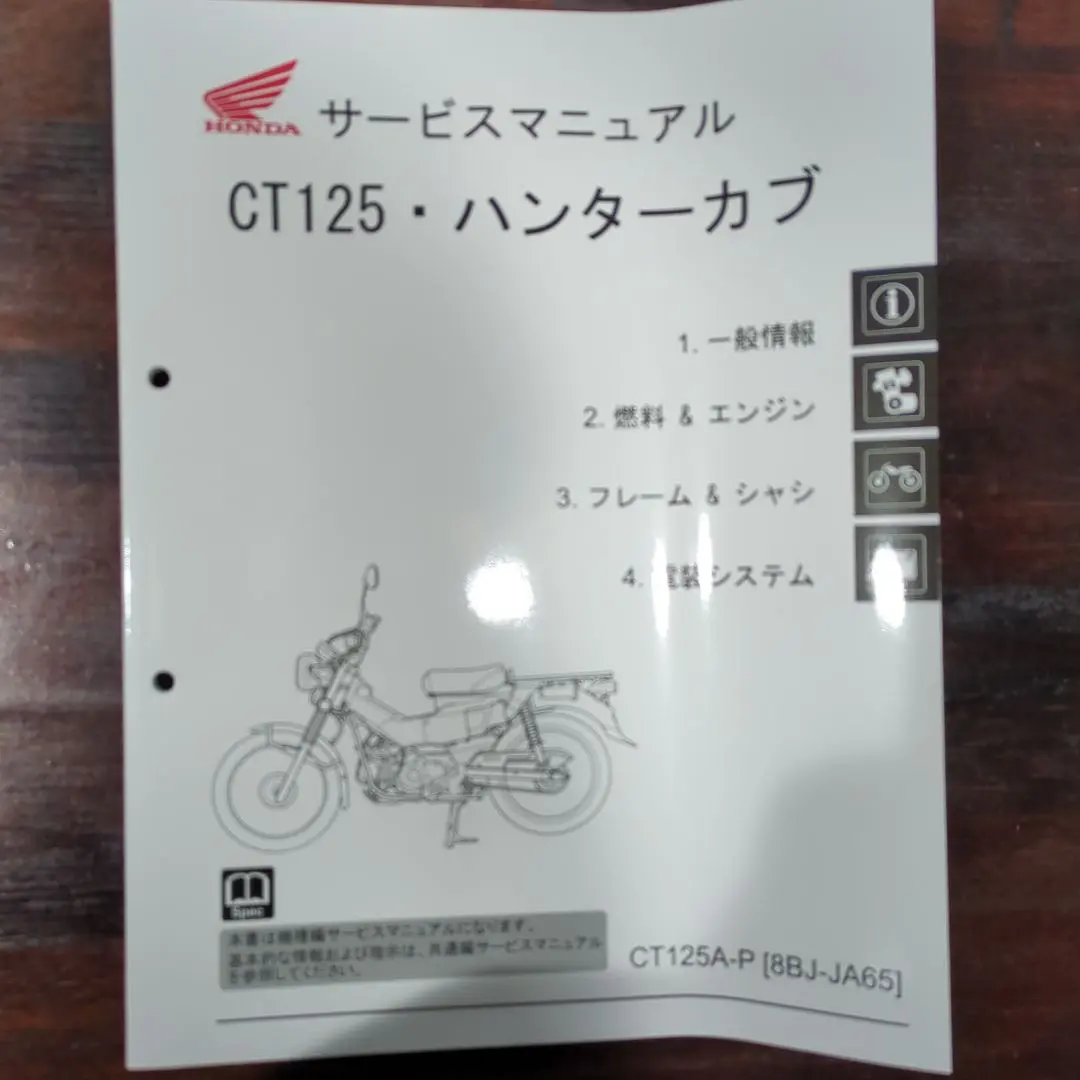 HONDA
サービスマニュアル
CT125・ハンターカブ
1. 一般情報
2. 燃料 & エンジン
3. フレーム & シャシ
4. 電装システム
Spec
本書は機種編サービスマニュアルになります。
基本的な情報および指示は、共通編サービスマニュアル
を参照してください。
CT125A-P [8BJ-JA65]